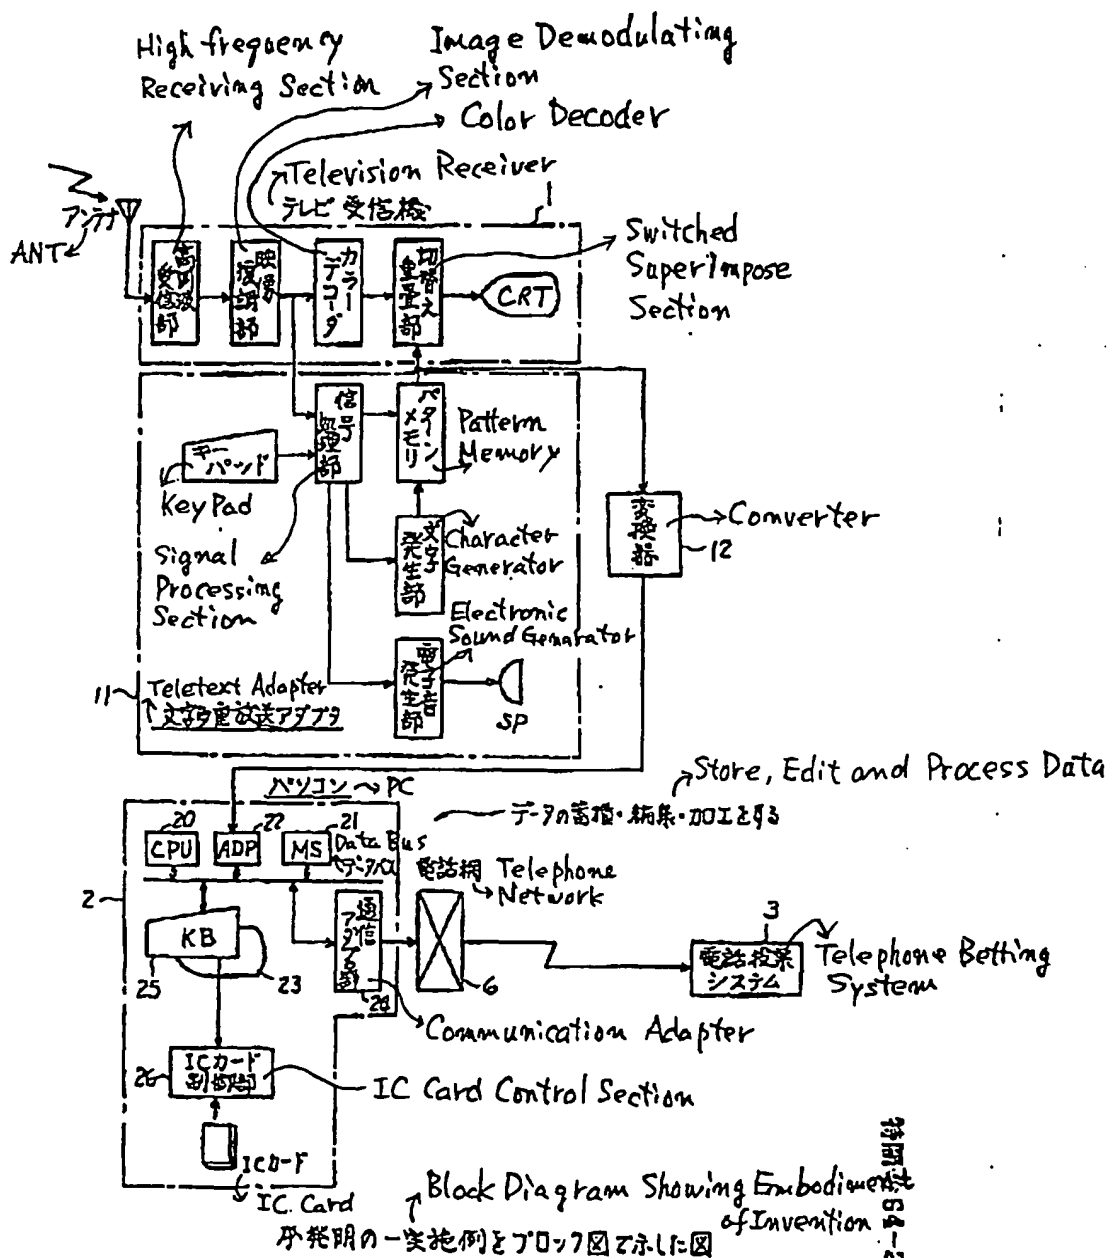 High frequency
Receiving Section
Image Demodulating
Section
Color Decoder
Television Receiver
テレビ受信機
1
アンテナ
ANT
高周波
受信部
映像
復調部
カラー
デコーダ
切替え
重畳部
CRT
Switched
Superimpose
Section
信号
処理部
パターン
メモリ
Pattern
Memory
キー
パッド
Key Pad
Signal
Processing
Section
文字
発生部
Character
Generator
変換部
Converter
12
Electronic
Sound Genarator
電子音
発生部
SP
11
Teletext Adapter
文字多重放送アダプタ
パソコン → PC
Store, Edit and Process Data
データの蓄積・編集・加工をする
20
22
21
CPU
ADP
MS
Data Bus
データバス
電話網
Telephone
Network
2
KB
25
23
通信
アダプタ部
24
6
3
電話投票
システム
Telephone Betting
System
Communication Adapter
26
ICカード
制御部
IC Card Control Section
ICカード
IC. Card
Block Diagram Showing Embodiment
of Invention
本発明の一実施例をブロック図で示した図
特開昭64-